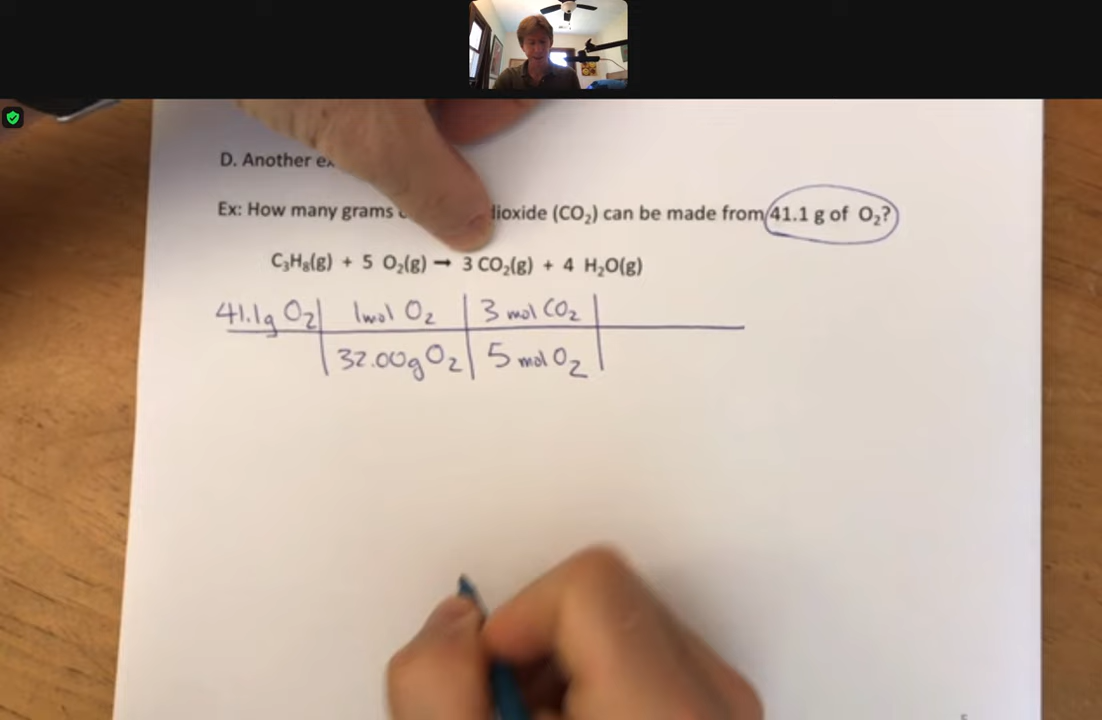 D. Another
Ex: How many grams dioxide (CO₂) can be made from 41.1 g of O₂?
C₃H₈(g) + 5 O₂(g) → 3 CO₂(g) + 4 H₂O(g)
41.1g O₂ 1mol O₂ 3 mol CO₂
32.00g O₂ 5 mol O₂